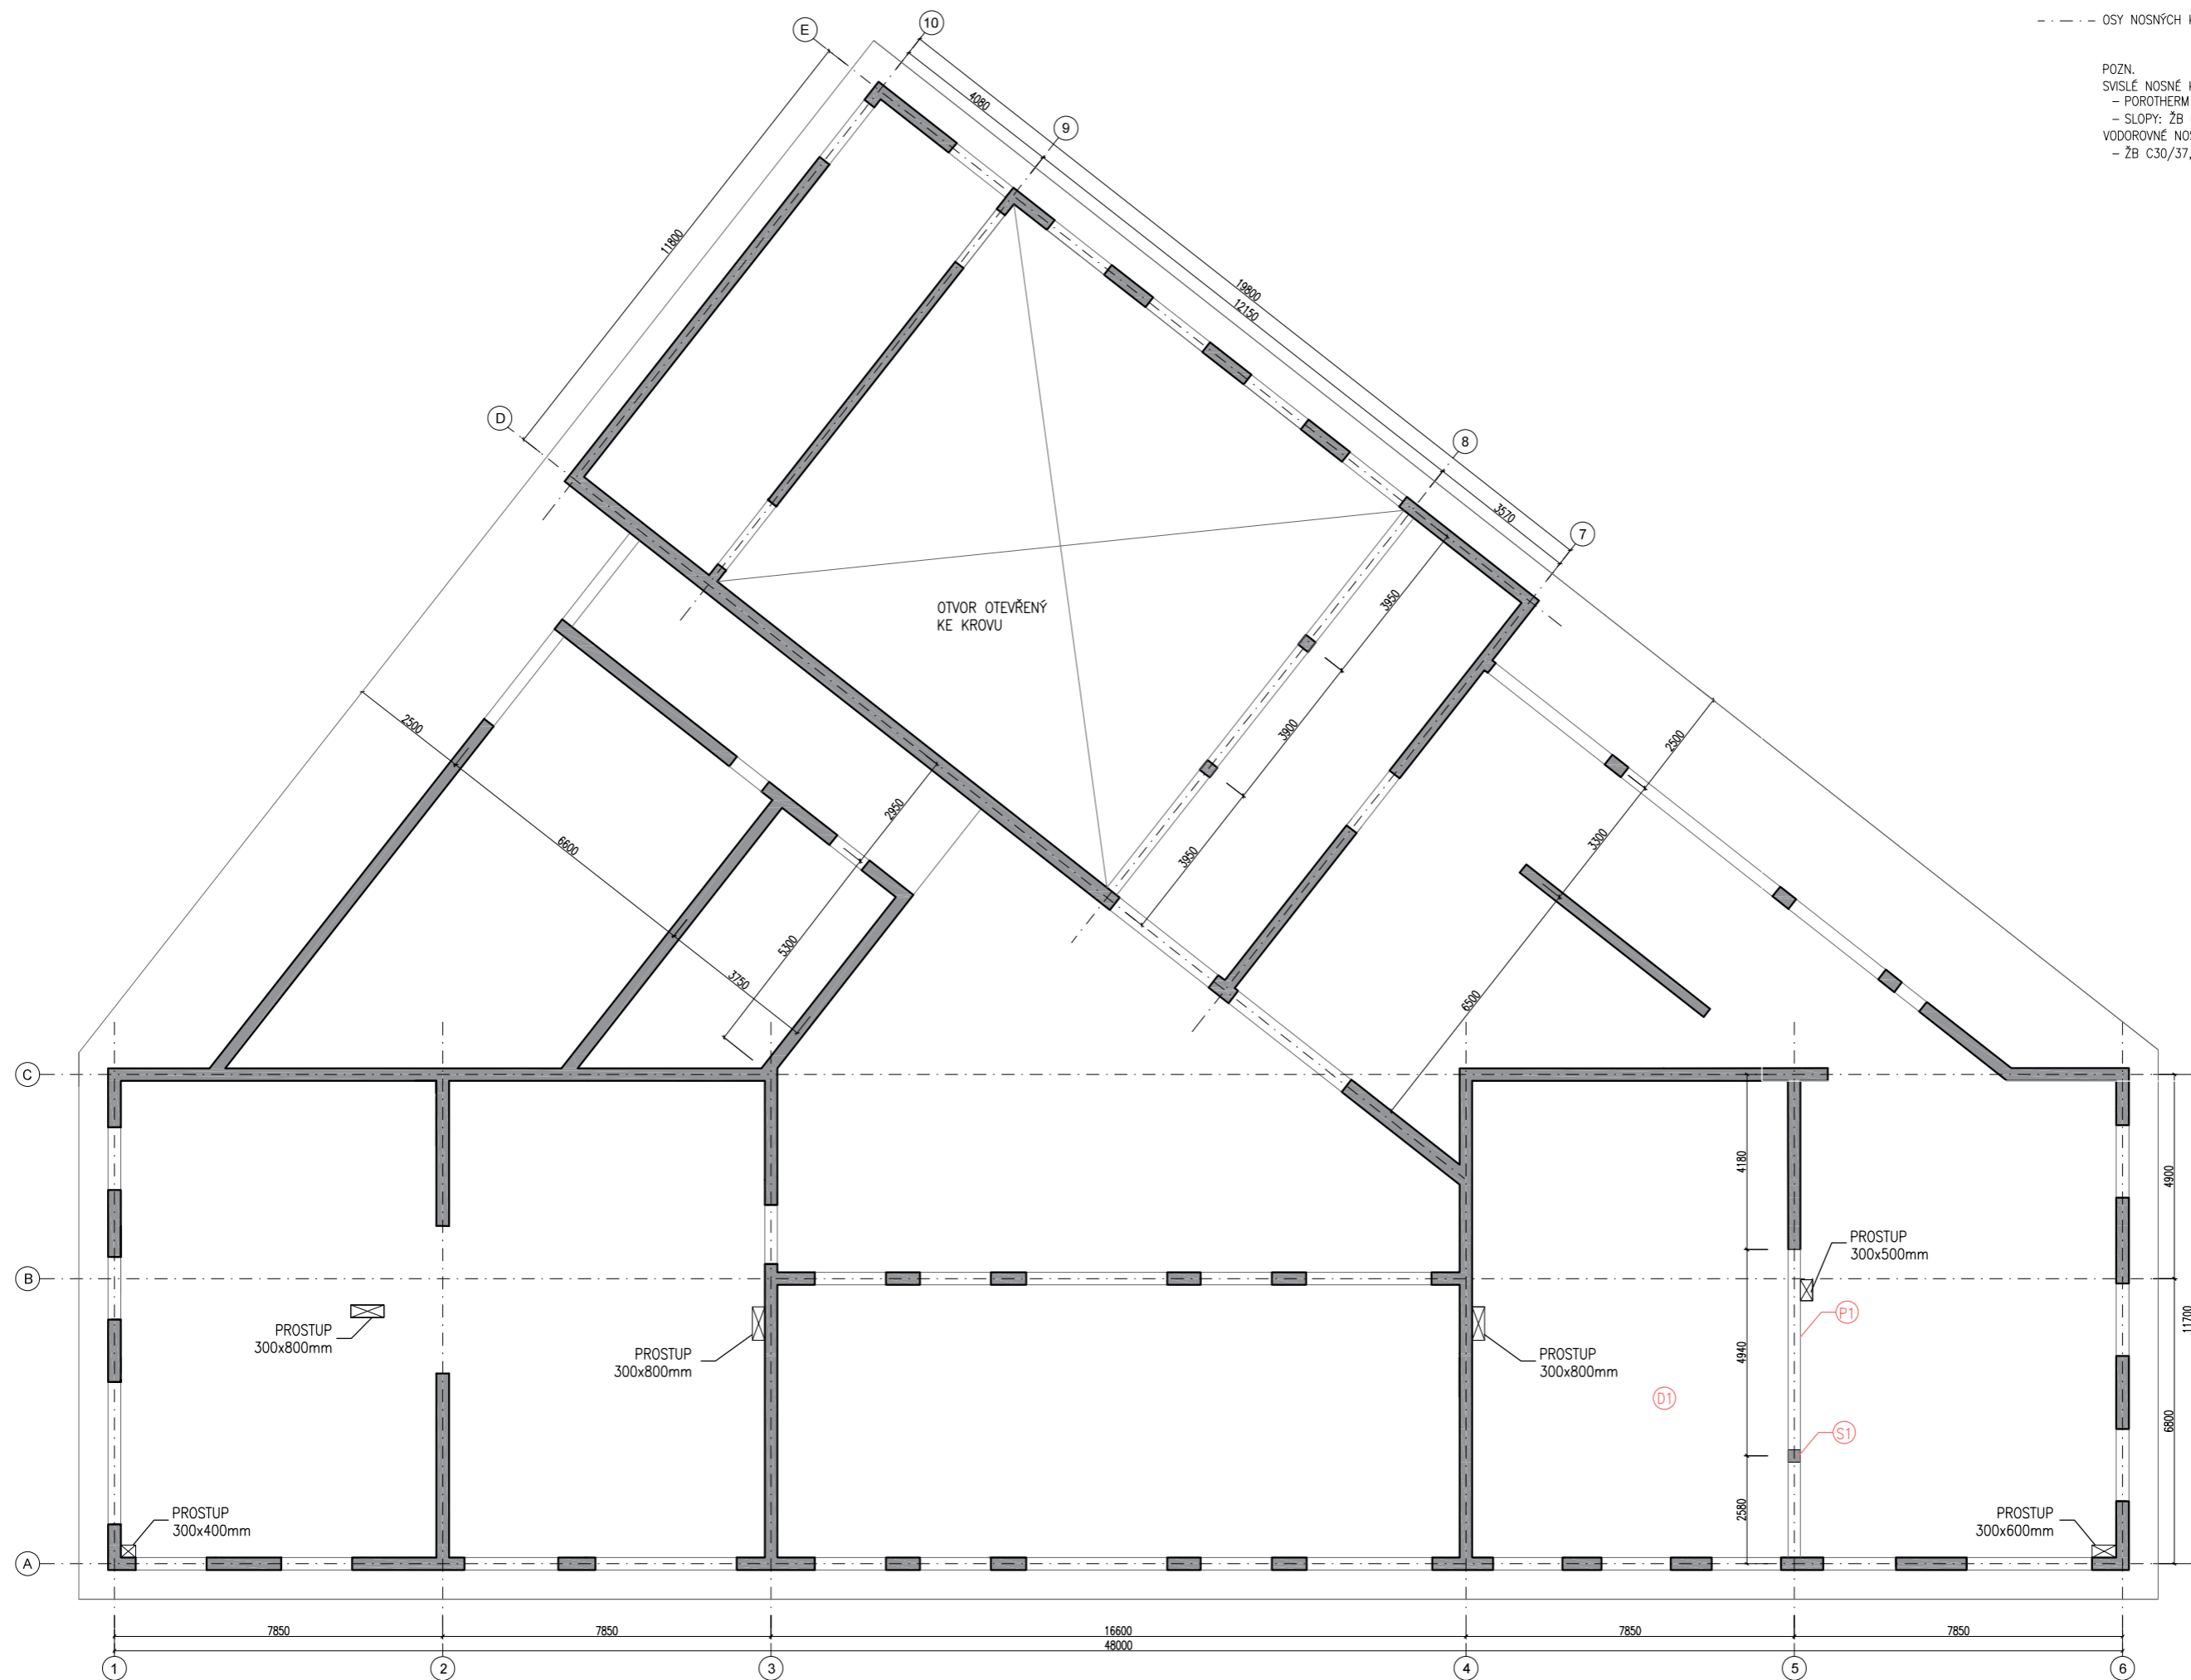 OSY NOSNÝCH
POZN.
SVISLÉ NOSNÉ
- POROTHERM
- SLOPY: ŽB
VODOROVNÉ
- ŽB C30/37,
E
10
9
8
7
D
4080
19800
12150
3570
11800
OTVOR OTEVŘENÝ
KE KROVU
3950
3900
3950
2500
3300
6500
2500
6600
3750
2950
5300
C
B
A
4180
4940
2580
4900
6800
11700
PROSTUP
300x500mm
P1
PROSTUP
300x800mm
PROSTUP
300x800mm
PROSTUP
300x800mm
D1
S1
PROSTUP
300x400mm
PROSTUP
300x600mm
7850
7850
16600
7850
7850
48000
1
2
3
4
5
6